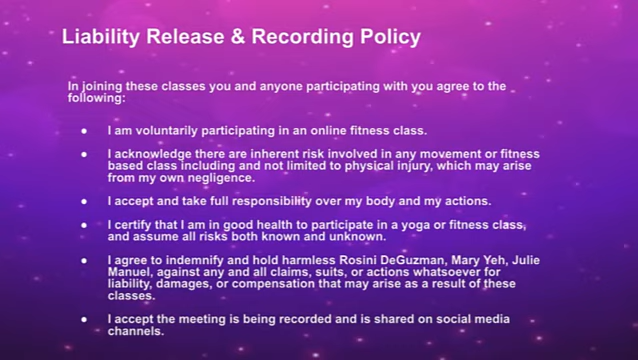 Liability Release & Recording Policy
In joining these classes you and anyone participating with you agree to the
following:
● I am voluntarily participating in an online fitness class.
● I acknowledge there are inherent risk involved in any movement or fitness
based class including and not limited to physical injury, which may arise
from my own negligence.
● I accept and take full responsibility over my body and my actions.
● I certify that I am in good health to participate in a yoga or fitness class,
and assume all risks both known and unknown.
● I agree to indemnify and hold harmless Rosini DeGuzman, Mary Yeh, Julie
Manuel, against any and all claims, suits, or actions whatsoever for
liability, damages, or compensation that may arise as a result of these
classes.
● I accept the meeting is being recorded and is shared on social media
channels.